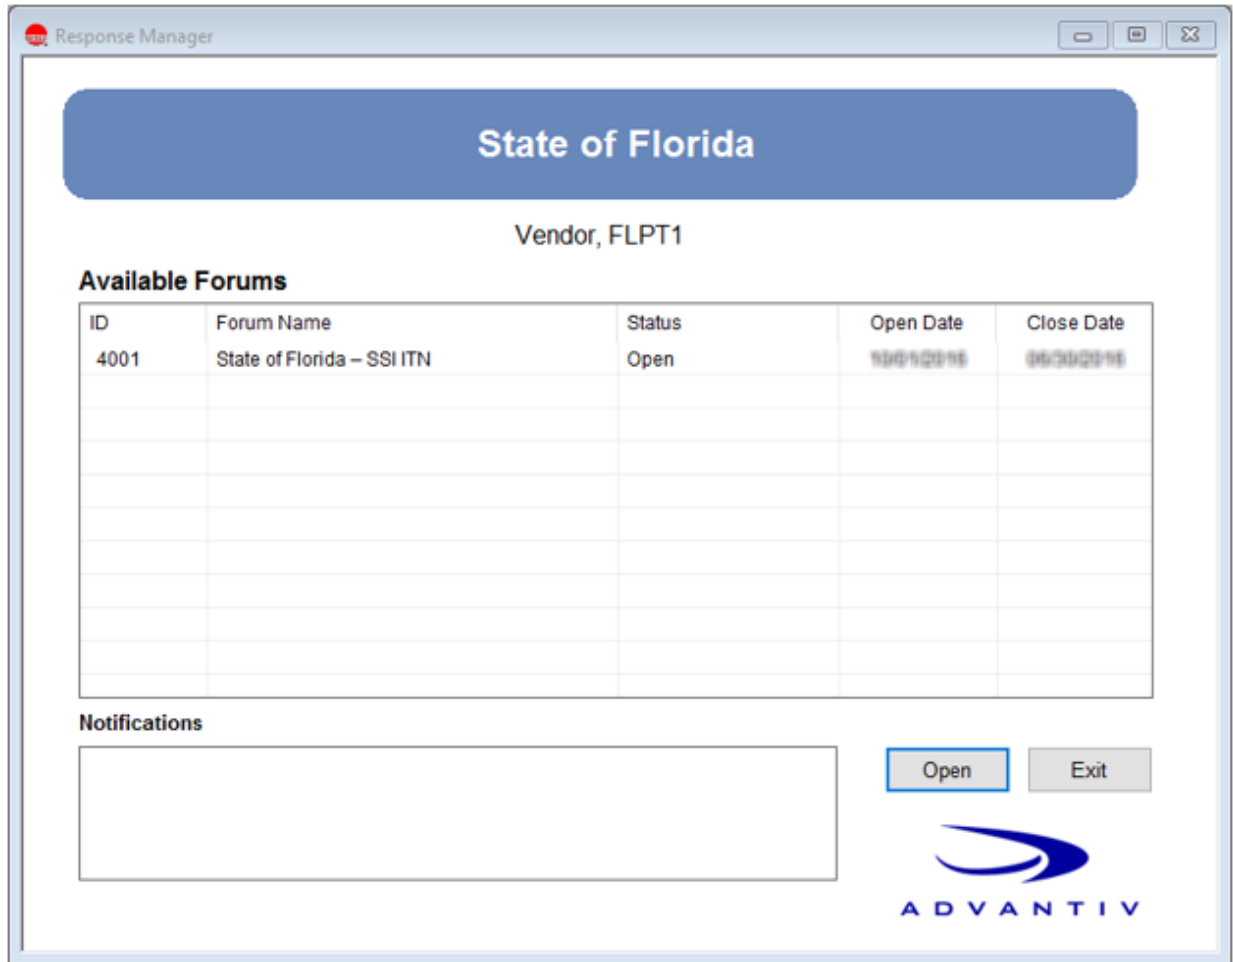 Response Manager
State of Florida
Vendor, FLPT1
Available Forums
ID Forum Name Status Open Date Close Date
4001 State of Florida – SSI ITN Open
Notifications
Open Exit
ADVANTIV